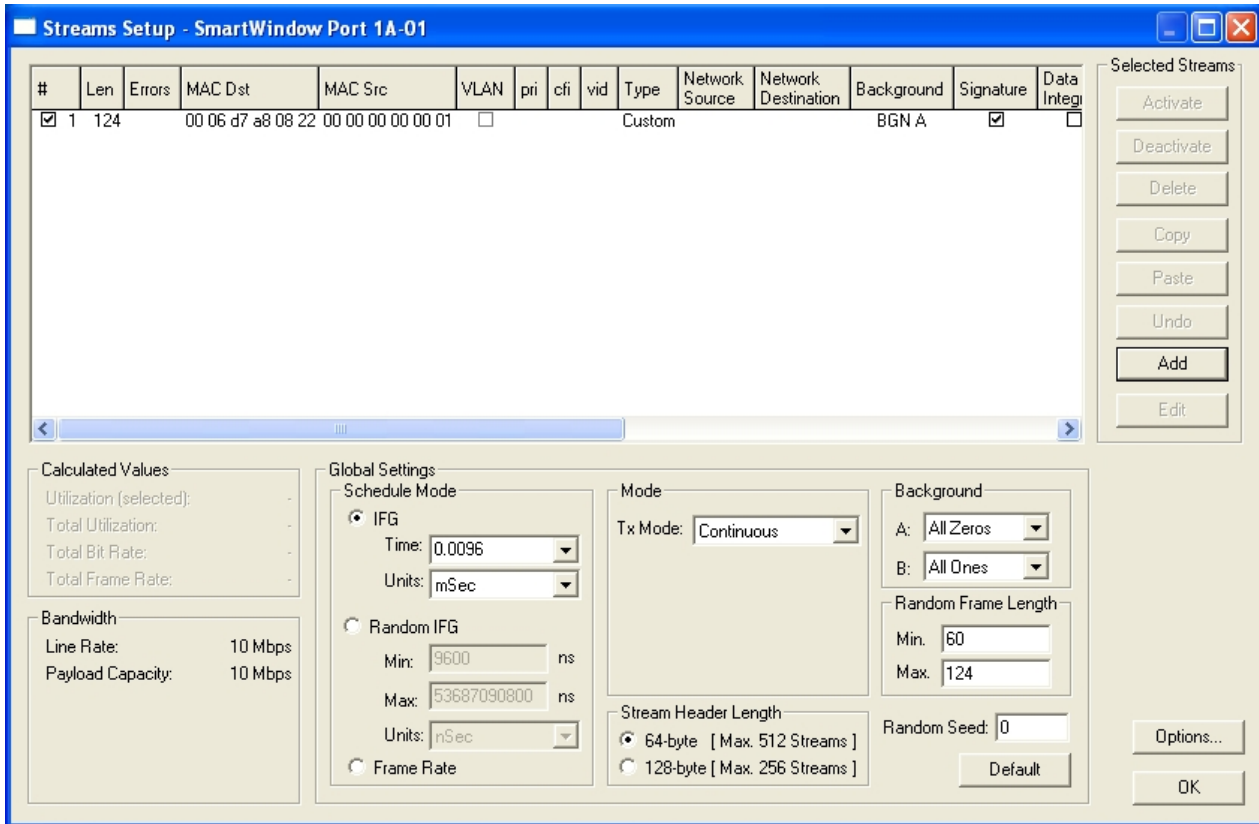 Streams Setup - SmartWindow Port 1A-01
# Len Errors MAC Dst MAC Src VLAN pri cfi vid Type Network Source Network Destination Background Signature Data Integr
1 124 00 06 d7 a8 08 22 00 00 00 00 00 01 Custom BGN A
Selected Streams
Activate
Deactivate
Delete
Copy
Paste
Undo
Add
Edit
Calculated Values
Utilization (selected): -
Total Utilization: -
Total Bit Rate: -
Total Frame Rate: -
Bandwidth
Line Rate: 10 Mbps
Payload Capacity: 10 Mbps
Global Settings
Schedule Mode
IFG
Time: 0.0096
Units: mSec
Random IFG
Min: 9600 ns
Max: 53687090800 ns
Units: nSec
Frame Rate
Mode
Tx Mode: Continuous
Stream Header Length
64-byte [ Max. 512 Streams ]
128-byte [ Max. 256 Streams ]
Background
A: All Zeros
B: All Ones
Random Frame Length
Min. 60
Max. 124
Random Seed: 0
Default
Options...
OK